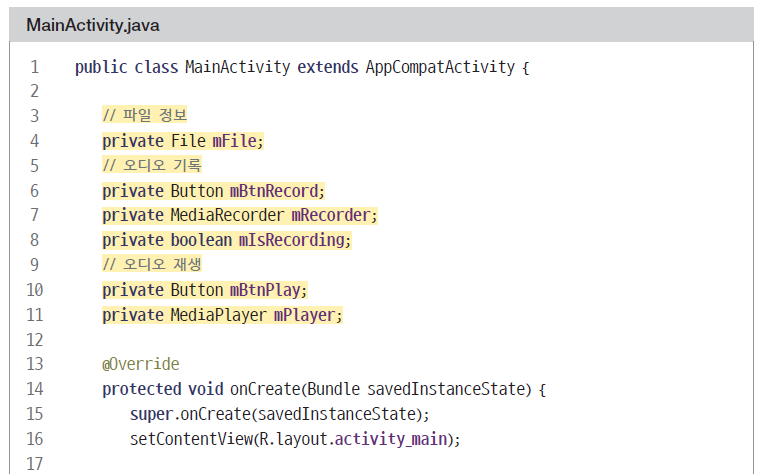 MainActivity.java
1 public class MainActivity extends AppCompatActivity {
2
3 // 파일 정보
4 private File mFile;
5 // 오디오 기록
6 private Button mBtnRecord;
7 private MediaRecorder mRecorder;
8 private boolean mIsRecording;
9 // 오디오 재생
10 private Button mBtnPlay;
11 private MediaPlayer mPlayer;
12
13 @Override
14 protected void onCreate(Bundle savedInstanceState) {
15 super.onCreate(savedInstanceState);
16 setContentView(R.layout.activity_main);
17